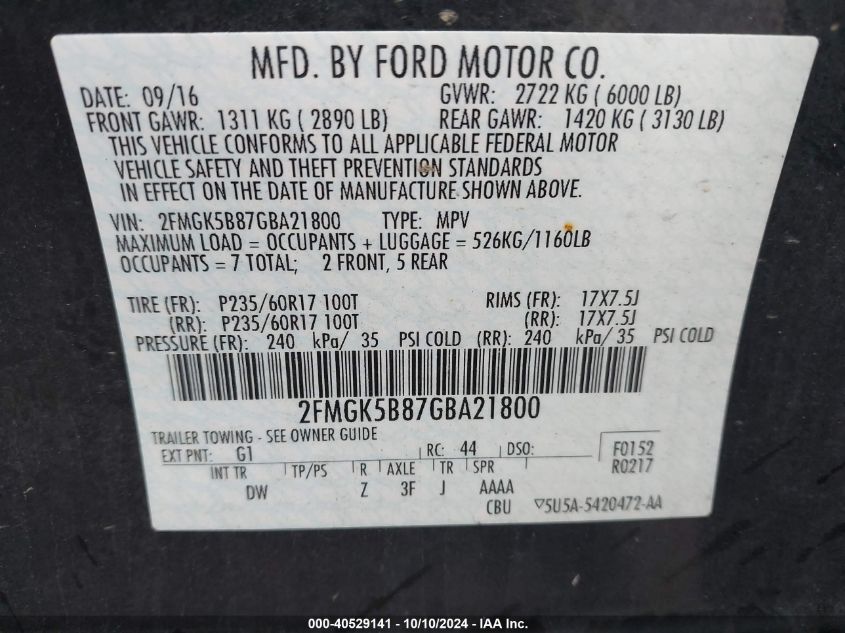 MFD. BY FORD MOTOR CO.
DATE: 09/16 GVWR: 2722 KG ( 6000 LB)
FRONT GAWR: 1311 KG ( 2890 LB) REAR GAWR: 1420 KG ( 3130 LB)
THIS VEHICLE CONFORMS TO ALL APPLICABLE FEDERAL MOTOR
VEHICLE SAFETY AND THEFT PREVENTION STANDARDS
IN EFFECT ON THE DATE OF MANUFACTURE SHOWN ABOVE.
VIN: 2FMGK5B87GBA21800 TYPE: MPV
MAXIMUM LOAD = OCCUPANTS + LUGGAGE = 526KG/1160LB
OCCUPANTS = 7 TOTAL; 2 FRONT, 5 REAR
TIRE (FR): P235/60R17 100T RIMS (FR): 17X7.5J
(RR): P235/60R17 100T (RR): 17X7.5J
PRESSURE (FR): 240 kPa/ 35 PSI COLD (RR): 240 kPa/ 35 PSI COLD
2FMGK5B87GBA21800
TRAILER TOWING - SEE OWNER GUIDE
EXT PNT: G1 RC: 44 DSO: F0152
INT TR TP/PS R AXLE TR SPR R0217
DW Z 3F J AAAA
CBU ▽5U5A-5420472-AA
000-40529141 - 10/10/2024 - IAA Inc.